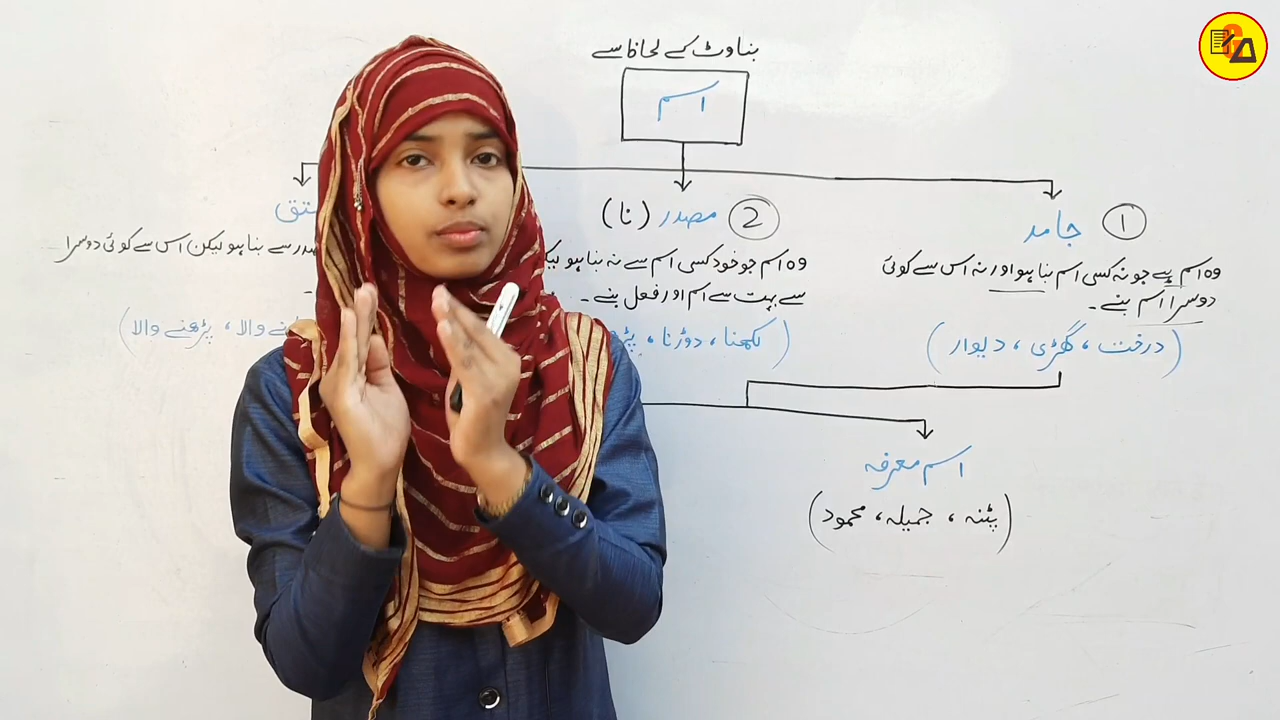 بناوٹ کے لحاظ سے
اسم
① جامد
وہ اسم ہے جو نہ کسی اسم بنا ہو اور نہ اس سے کوئی
دوسرا اسم بنے۔
(درخت، گھڑی، دیوار)
② مصدر (نا)
وہ اسم جو خود کسی اسم سے نہ بنا ہو
سے بہت سے اسم اور فعل بنے۔
(لکھنا، دوڑنا،
سے بنا ہو لیکن اس سے کوئی دوسرا
والا، پڑھنے والا)
اسم معرفہ
(پٹنہ، جمیلہ، محمود)